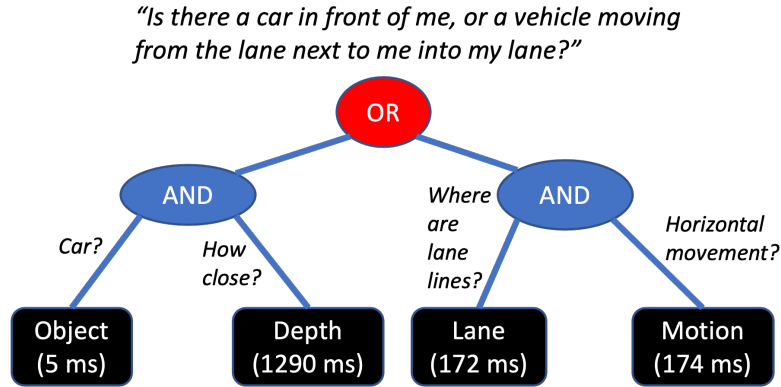 “Is there a car in front of me, or a vehicle moving
from the lane next to me into my lane?”
OR
AND
AND
Car?
How
close?
Where
are
lane
lines?
Horizontal
movement?
Object
(5 ms)
Depth
(1290 ms)
Lane
(172 ms)
Motion
(174 ms)